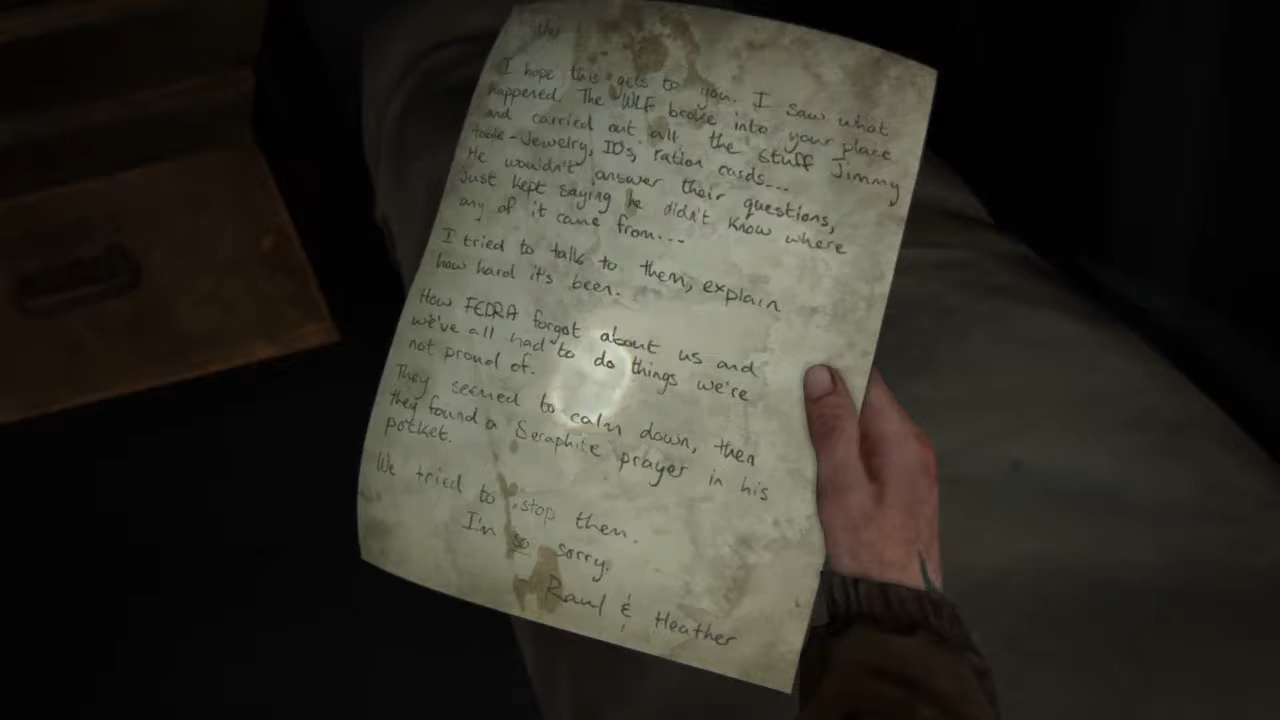 I hope this gets to you. I saw what
happened. The WLF broke into your place
and carried out all the stuff Jimmy
took - Jewelry, IDs, ration cards...
He wouldn't answer their questions,
Just kept saying he didn't know where
any of it came from...
I tried to talk to them, explain
how hard it's been.
How FEDRA forgot about us and
we've all had to do things we're
not proud of.
They seemed to calm down, then
they found a Seraphite prayer in his
pocket.
We tried to stop them.
I'm so sorry.
Raul & Heather